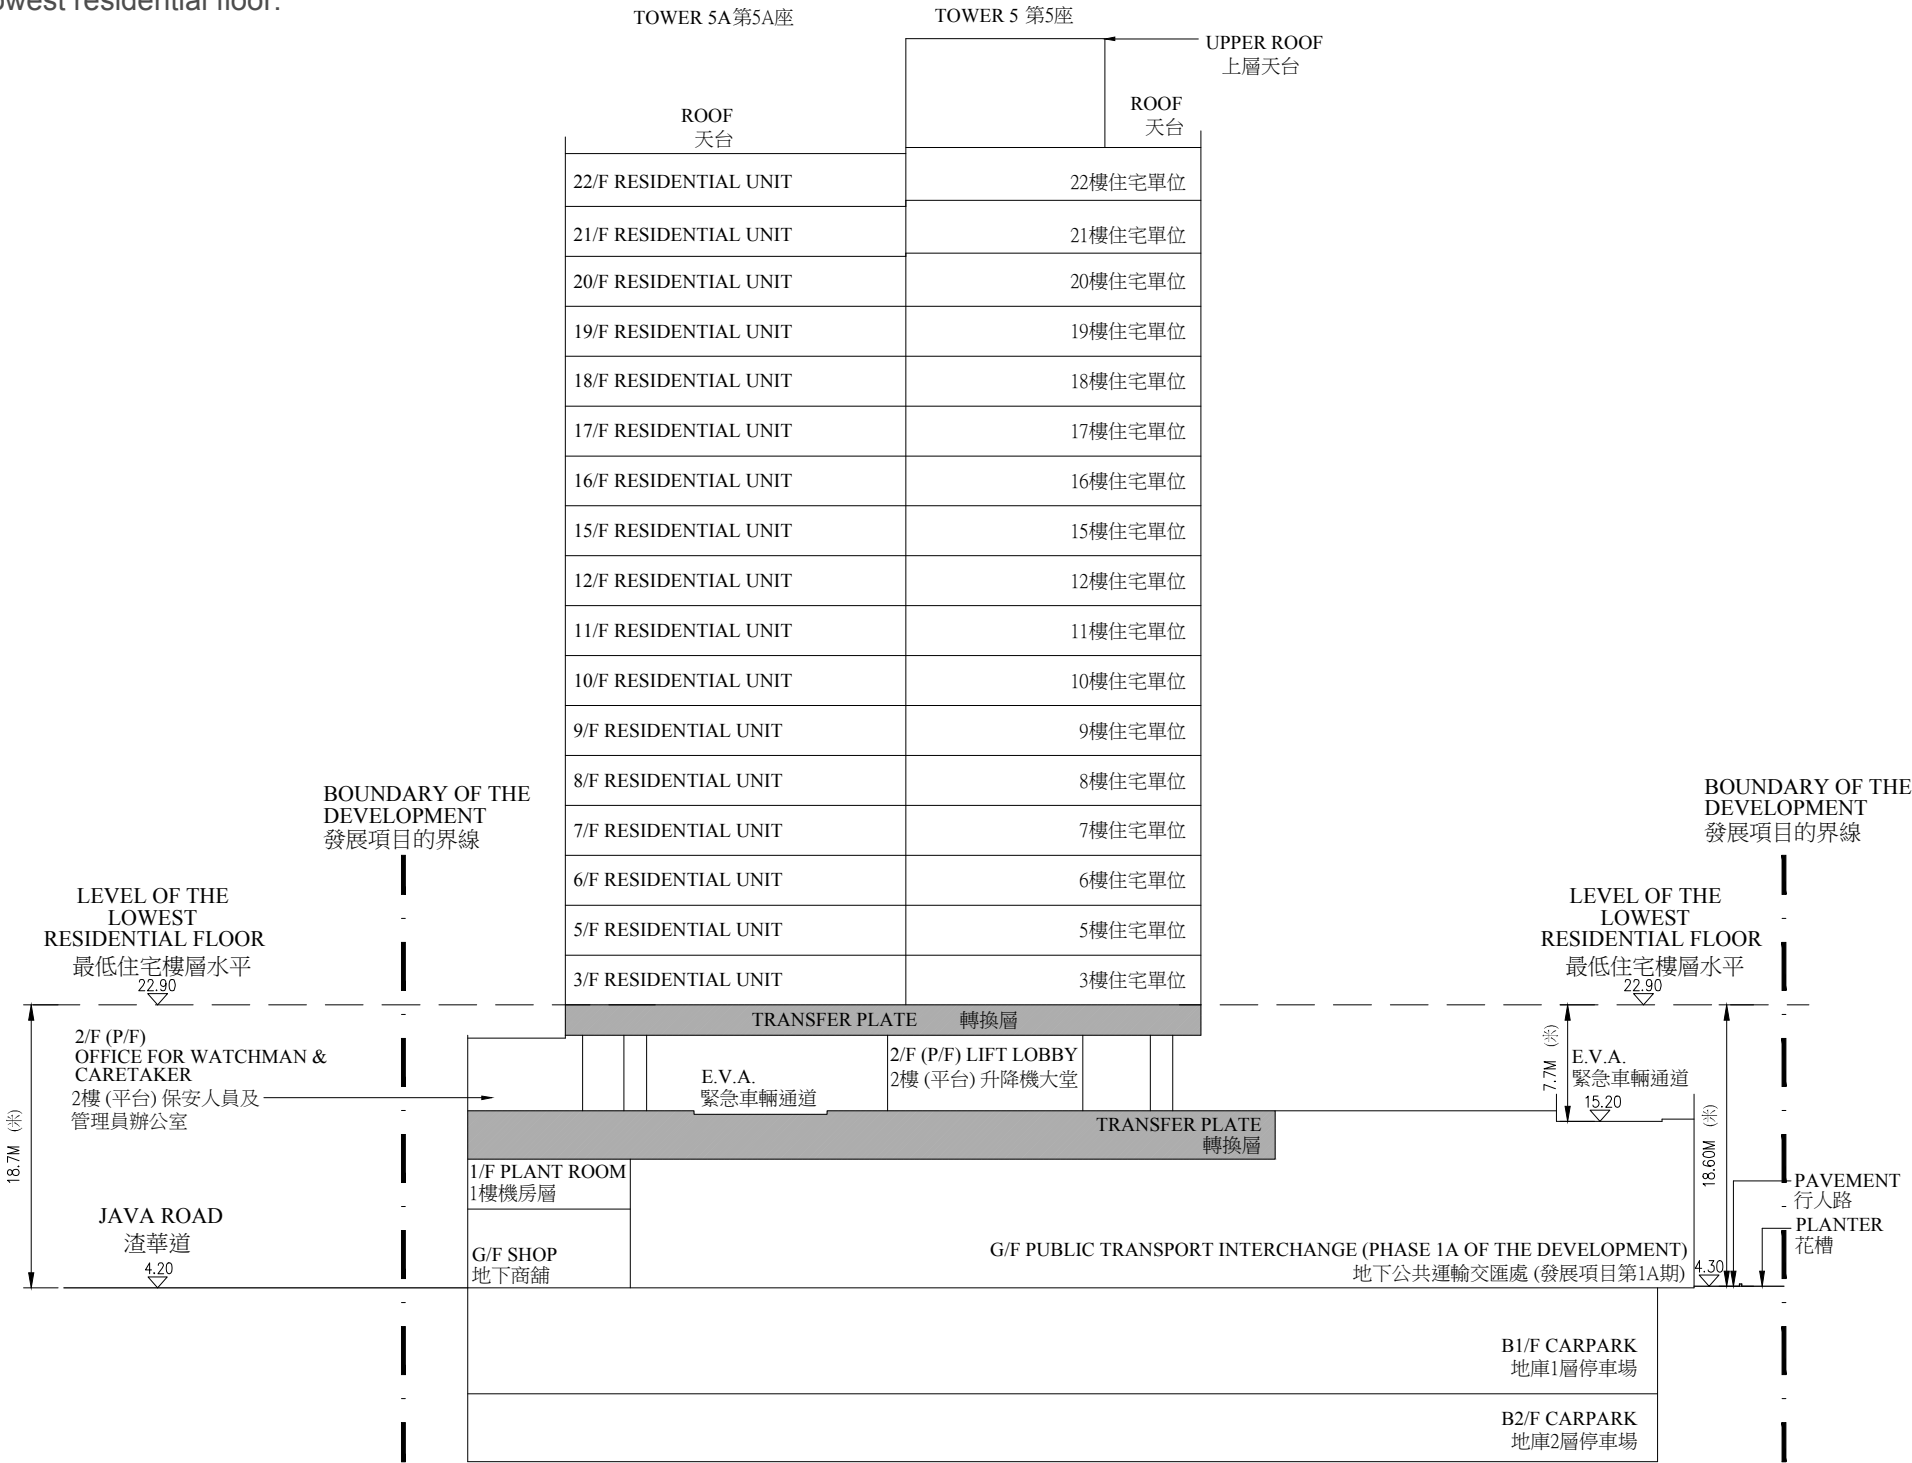 owest residential floor.
TOWER 5A 第5A座
TOWER 5 第5座
UPPER ROOF
上層天台
ROOF
天台
ROOF
天台
22/F RESIDENTIAL UNIT 22樓住宅單位
21/F RESIDENTIAL UNIT 21樓住宅單位
20/F RESIDENTIAL UNIT 20樓住宅單位
19/F RESIDENTIAL UNIT 19樓住宅單位
18/F RESIDENTIAL UNIT 18樓住宅單位
17/F RESIDENTIAL UNIT 17樓住宅單位
16/F RESIDENTIAL UNIT 16樓住宅單位
15/F RESIDENTIAL UNIT 15樓住宅單位
12/F RESIDENTIAL UNIT 12樓住宅單位
11/F RESIDENTIAL UNIT 11樓住宅單位
10/F RESIDENTIAL UNIT 10樓住宅單位
9/F RESIDENTIAL UNIT 9樓住宅單位
8/F RESIDENTIAL UNIT 8樓住宅單位
7/F RESIDENTIAL UNIT 7樓住宅單位
6/F RESIDENTIAL UNIT 6樓住宅單位
5/F RESIDENTIAL UNIT 5樓住宅單位
3/F RESIDENTIAL UNIT 3樓住宅單位
BOUNDARY OF THE
DEVELOPMENT
發展項目的界線
BOUNDARY OF THE
DEVELOPMENT
發展項目的界線
LEVEL OF THE
LOWEST
RESIDENTIAL FLOOR
最低住宅樓層水平
22.90
LEVEL OF THE
LOWEST
RESIDENTIAL FLOOR
最低住宅樓層水平
22.90
TRANSFER PLATE 轉換層
2/F (P/F)
OFFICE FOR WATCHMAN &
CARETAKER
2樓 (平台) 保安人員及
管理員辦公室
E.V.A.
緊急車輛通道
2/F (P/F) LIFT LOBBY
2樓 (平台) 升降機大堂
7.7M (米)
E.V.A.
緊急車輛通道
15.20
TRANSFER PLATE
轉換層
18.7M (米)
18.60M (米)
1/F PLANT ROOM
1樓機房層
PAVEMENT
行人路
PLANTER
花槽
JAVA ROAD
渣華道
4.20
G/F SHOP
地下商舖
G/F PUBLIC TRANSPORT INTERCHANGE (PHASE 1A OF THE DEVELOPMENT)
地下公共運輸交匯處 (發展項目第1A期)
4.30
B1/F CARPARK
地庫1層停車場
B2/F CARPARK
地庫2層停車場